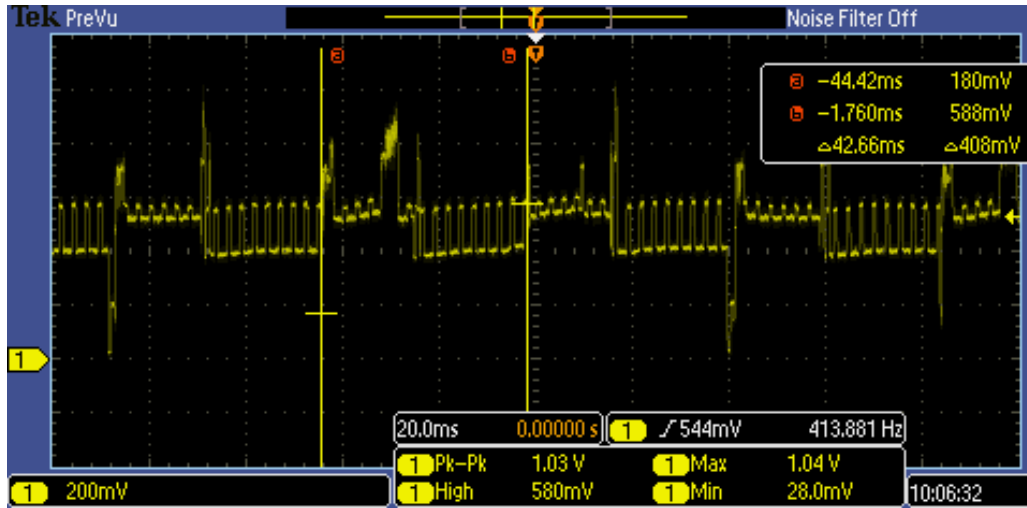 Tek PreVu Noise Filter Off
a b T
a −44.42ms 180mV
b −1.760ms 588mV
△42.66ms △408mV
1
20.0ms 0.00000 s 1 544mV 413.881 Hz
1 Pk−Pk 1.03 V 1 Max 1.04 V
1 200mV 1 High 580mV 1 Min 28.0mV 10:06:32